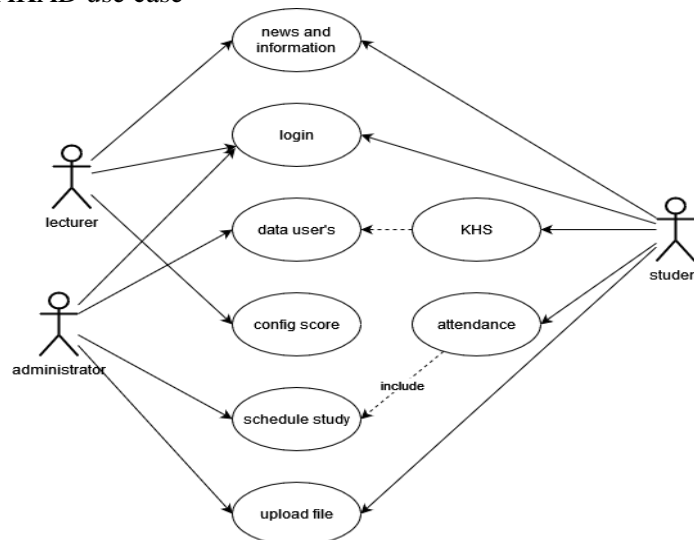 use case
news and
information
login
lecturer
data user's
KHS
studen
config score
attendance
administrator
include
schedule study
upload file